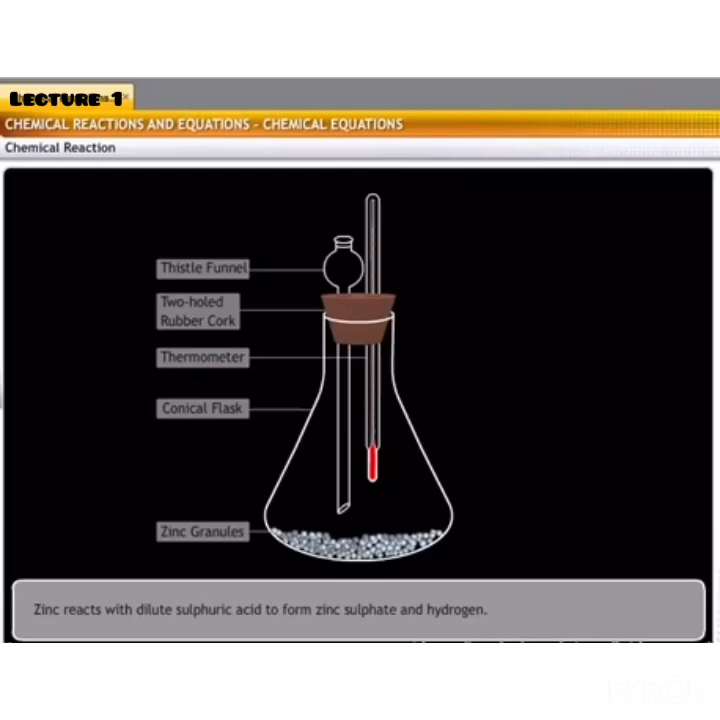 Lecture 1
CHEMICAL REACTIONS AND EQUATIONS - CHEMICAL EQUATIONS
Chemical Reaction
Thistle Funnel
Two-holed
Rubber Cork
Thermometer
Conical Flask
Zinc Granules
Zinc reacts with dilute sulphuric acid to form zinc sulphate and hydrogen.